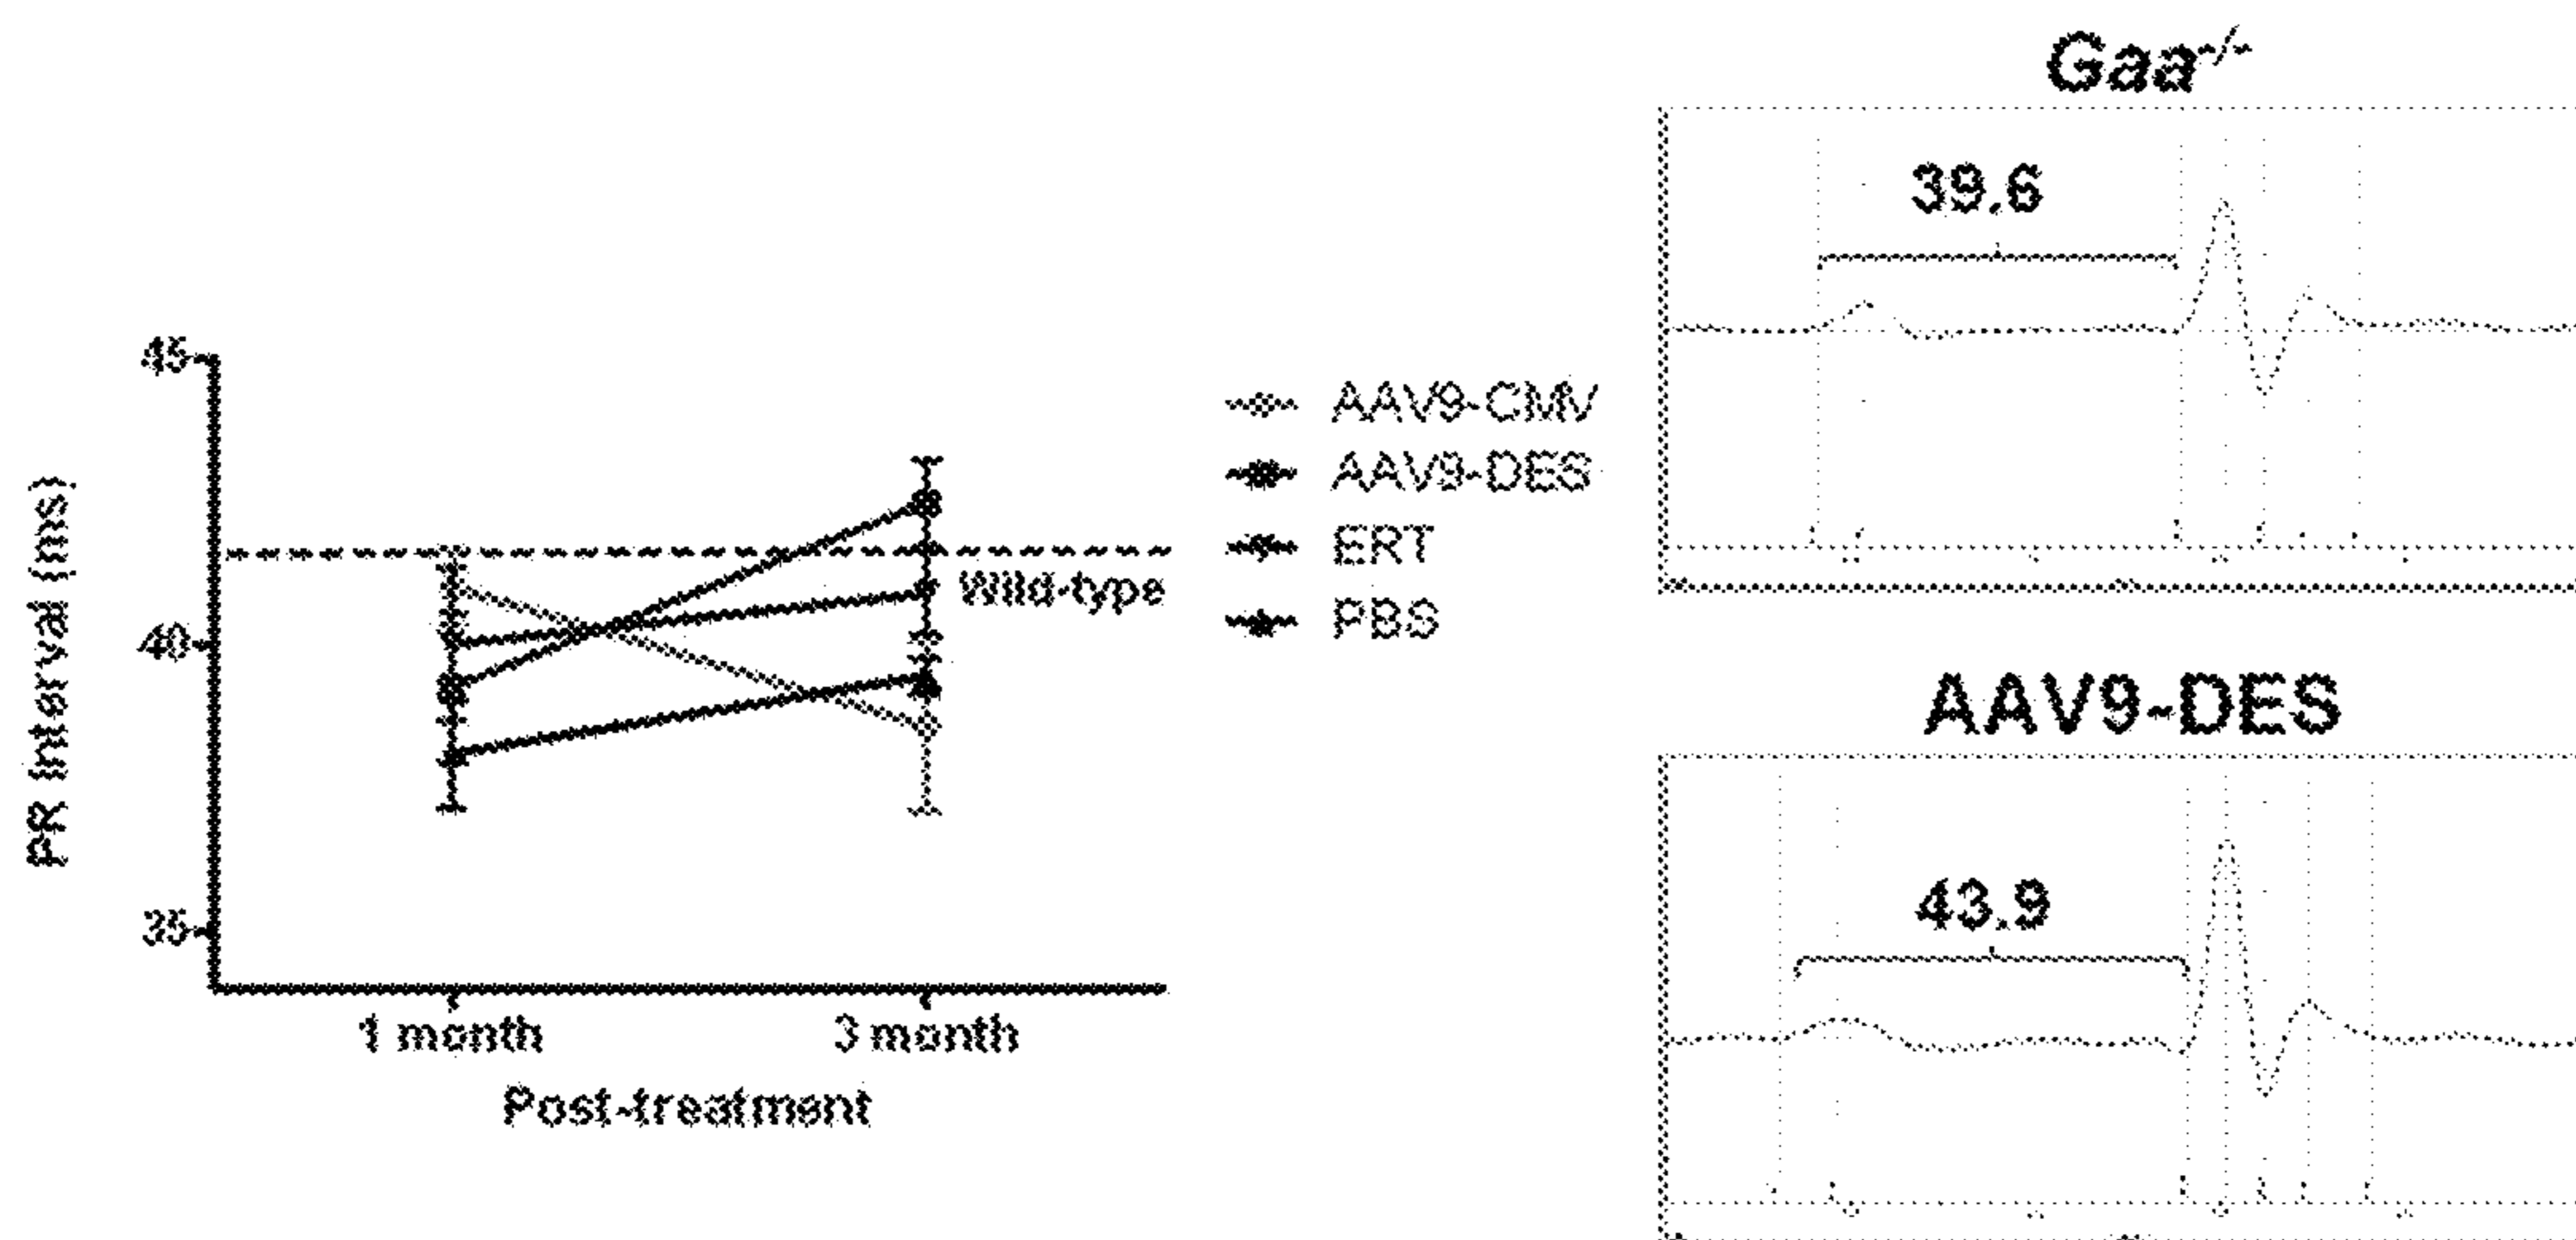 PR Interval (ms)
45
40
35
1 month
3 month
Post-treatment
Wild-type
AAV9-CMV
AAV9-DES
ERT
PBS
Gaa-/-
39.6
AAV9-DES
43.9